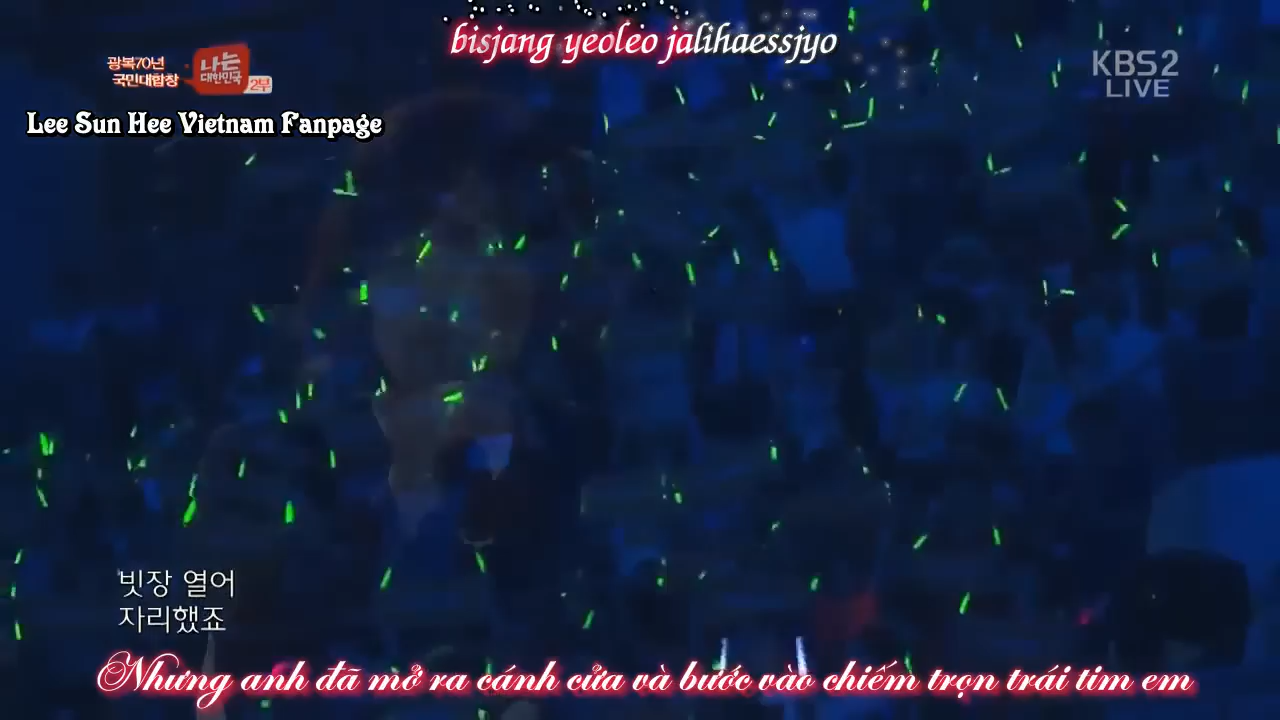 bisjang yeoleo jalihaessjyo
광복70년
국민대합창
나는
대한민국
2부
KBS2
LIVE
Lee Sun Hee Vietnam Fanpage
빗장 열어
자리했죠
Nhưng anh đã mở ra cánh cửa và bước vào chiếm trọn trái tim em